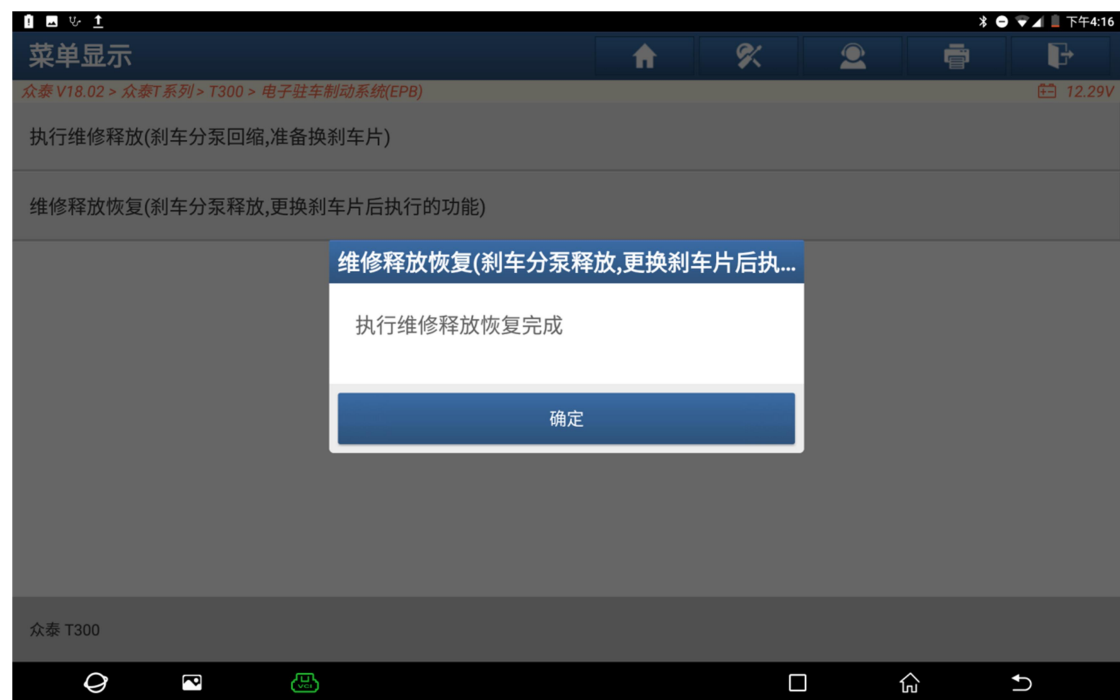 下午4:16
菜单显示
众泰 V18.02 > 众泰T系列 > T300 > 电子驻车制动系统(EPB)
12.29V
执行维修释放(刹车分泵回缩,准备换刹车片)
维修释放恢复(刹车分泵释放,更换刹车片后执行的功能)
维修释放恢复(刹车分泵释放,更换刹车片后执...
执行维修释放恢复完成
确定
众泰 T300
VCI